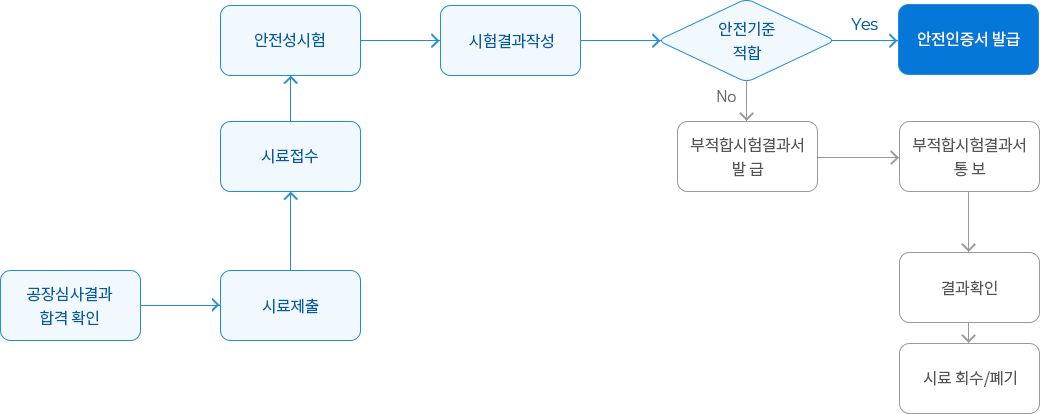 안전성시험
시험결과작성
안전기준
적합
Yes
안전인증서 발급
No
시료접수
부적합시험결과서
발 급
부적합시험결과서
통 보
공장심사결과
합격 확인
시료제출
결과확인
시료 회수/폐기